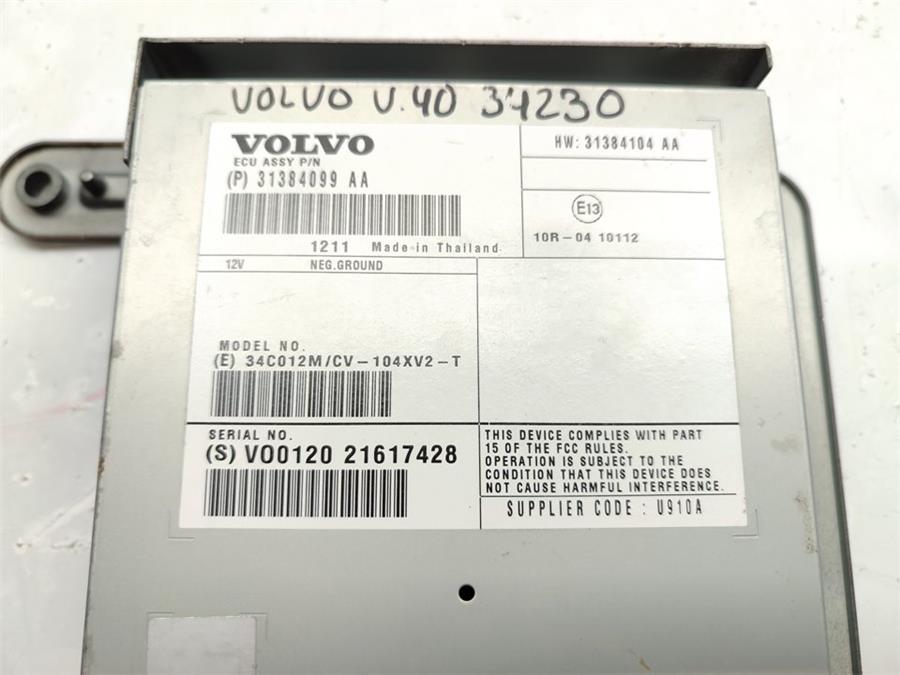 VOLVO V.40 34230
VOLVO
ECU ASSY P/N
(P) 31384099 AA
1211 Made in Thailand
HW: 31384104 AA
E13
10R-04 10112
12V NEG.GROUND
MODEL NO.
(E) 34C012M/CV-104XV2-T
SERIAL NO.
(S) V00120 21617428
THIS DEVICE COMPLIES WITH PART
15 OF THE FCC RULES.
OPERATION IS SUBJECT TO THE
CONDITION THAT THIS DEVICE DOES
NOT CAUSE HARMFUL INTERFERENCE.
SUPPLIER CODE : U910A